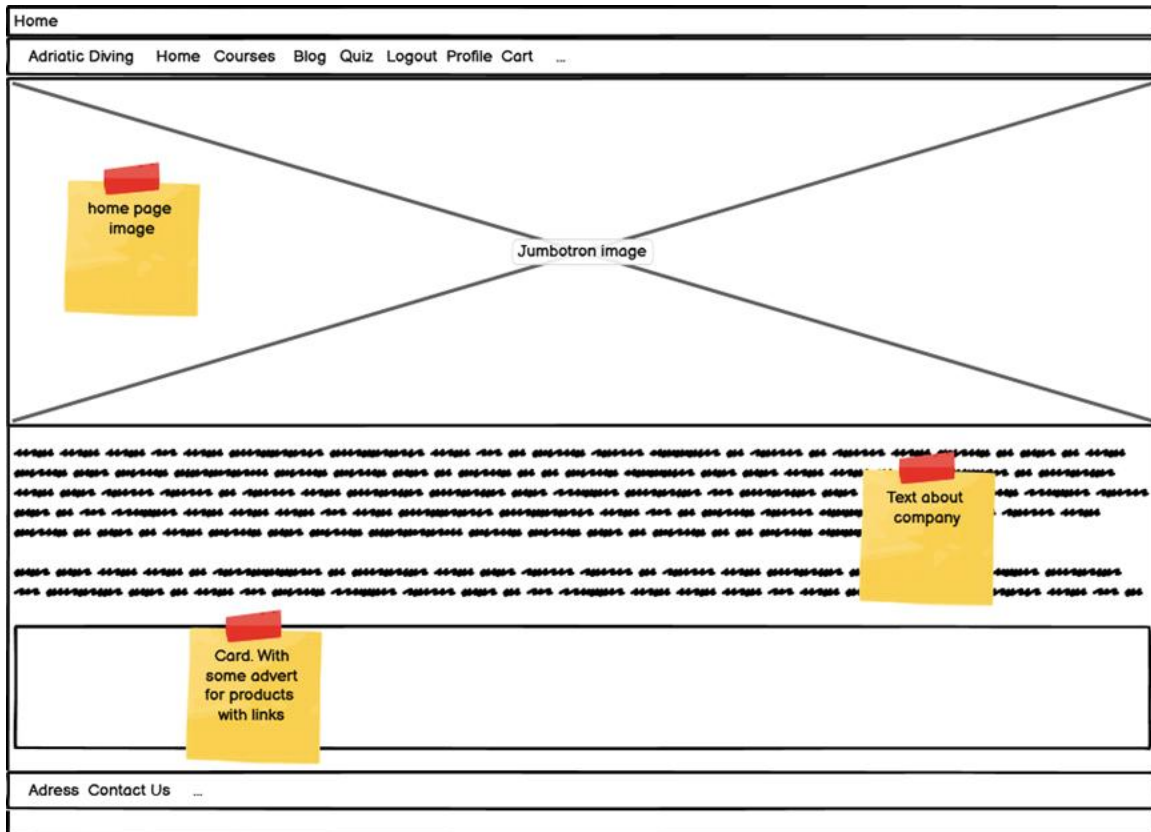 Home
Adriatic Diving Home Courses Blog Quiz Logout Profile Cart ...
home page
image
Jumbotron image
Text about
company
Card. With
some advert
for products
with links
Adress Contact Us ...